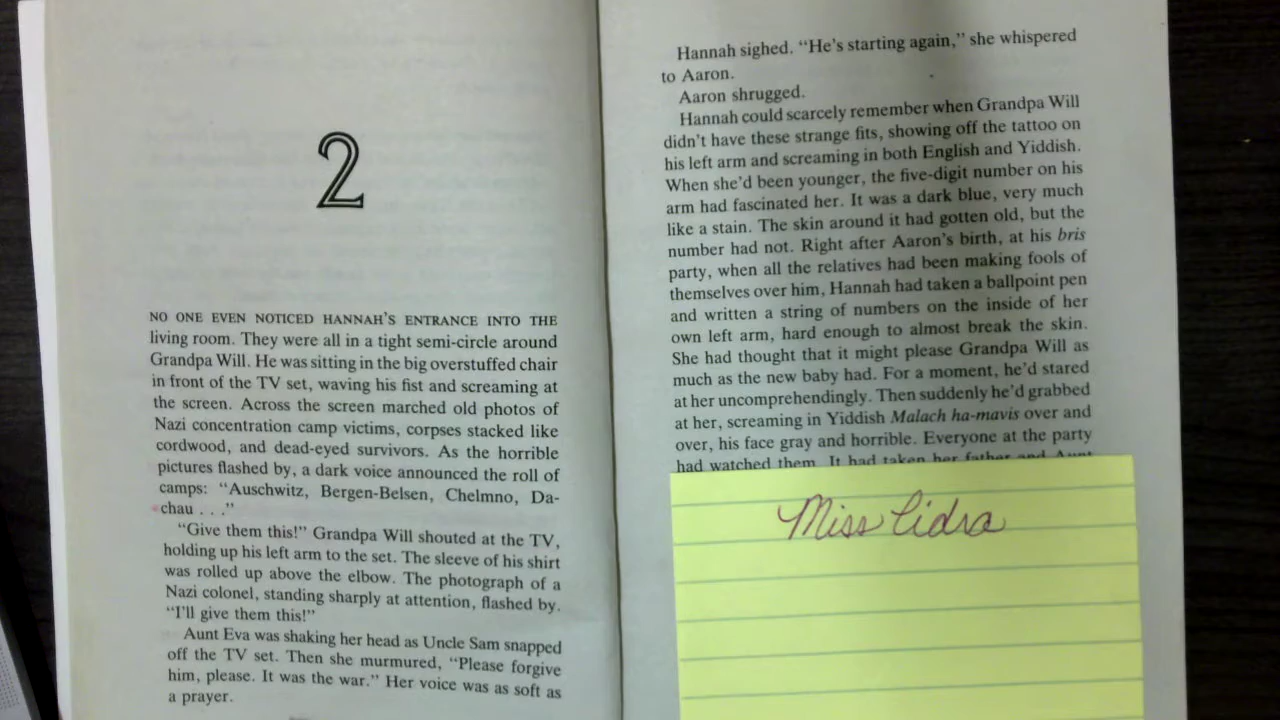 2
NO ONE EVEN NOTICED HANNAH'S ENTRANCE INTO THE
living room. They were all in a tight semi-circle around
Grandpa Will. He was sitting in the big overstuffed chair
in front of the TV set, waving his fist and screaming at
the screen. Across the screen marched old photos of
Nazi concentration camp victims, corpses stacked like
cordwood, and dead-eyed survivors. As the horrible
pictures flashed by, a dark voice announced the roll of
camps: "Auschwitz, Bergen-Belsen, Chelmno, Da-
chau . . ."
"Give them this!" Grandpa Will shouted at the TV,
holding up his left arm to the set. The sleeve of his shirt
was rolled up above the elbow. The photograph of a
Nazi colonel, standing sharply at attention, flashed by.
"I'll give them this!"
Aunt Eva was shaking her head as Uncle Sam snapped
off the TV set. Then she murmured, "Please forgive
him, please. It was the war." Her voice was as soft as
a prayer.
Hannah sighed. "He's starting again," she whispered
to Aaron.
Aaron shrugged.
Hannah could scarcely remember when Grandpa Will
didn't have these strange fits, showing off the tattoo on
his left arm and screaming in both English and Yiddish.
When she'd been younger, the five-digit number on his
arm had fascinated her. It was a dark blue, very much
like a stain. The skin around it had gotten old, but the
number had not. Right after Aaron's birth, at his bris
party, when all the relatives had been making fools of
themselves over him, Hannah had taken a ballpoint pen
and written a string of numbers on the inside of her
own left arm, hard enough to almost break the skin.
She had thought that it might please Grandpa Will as
much as the new baby had. For a moment, he'd stared
at her uncomprehendingly. Then suddenly he'd grabbed
at her, screaming in Yiddish Malach ha-mavis over and
over, his face gray and horrible. Everyone at the party
had watched them. It had taken her father and Aunt
Miss Lidra